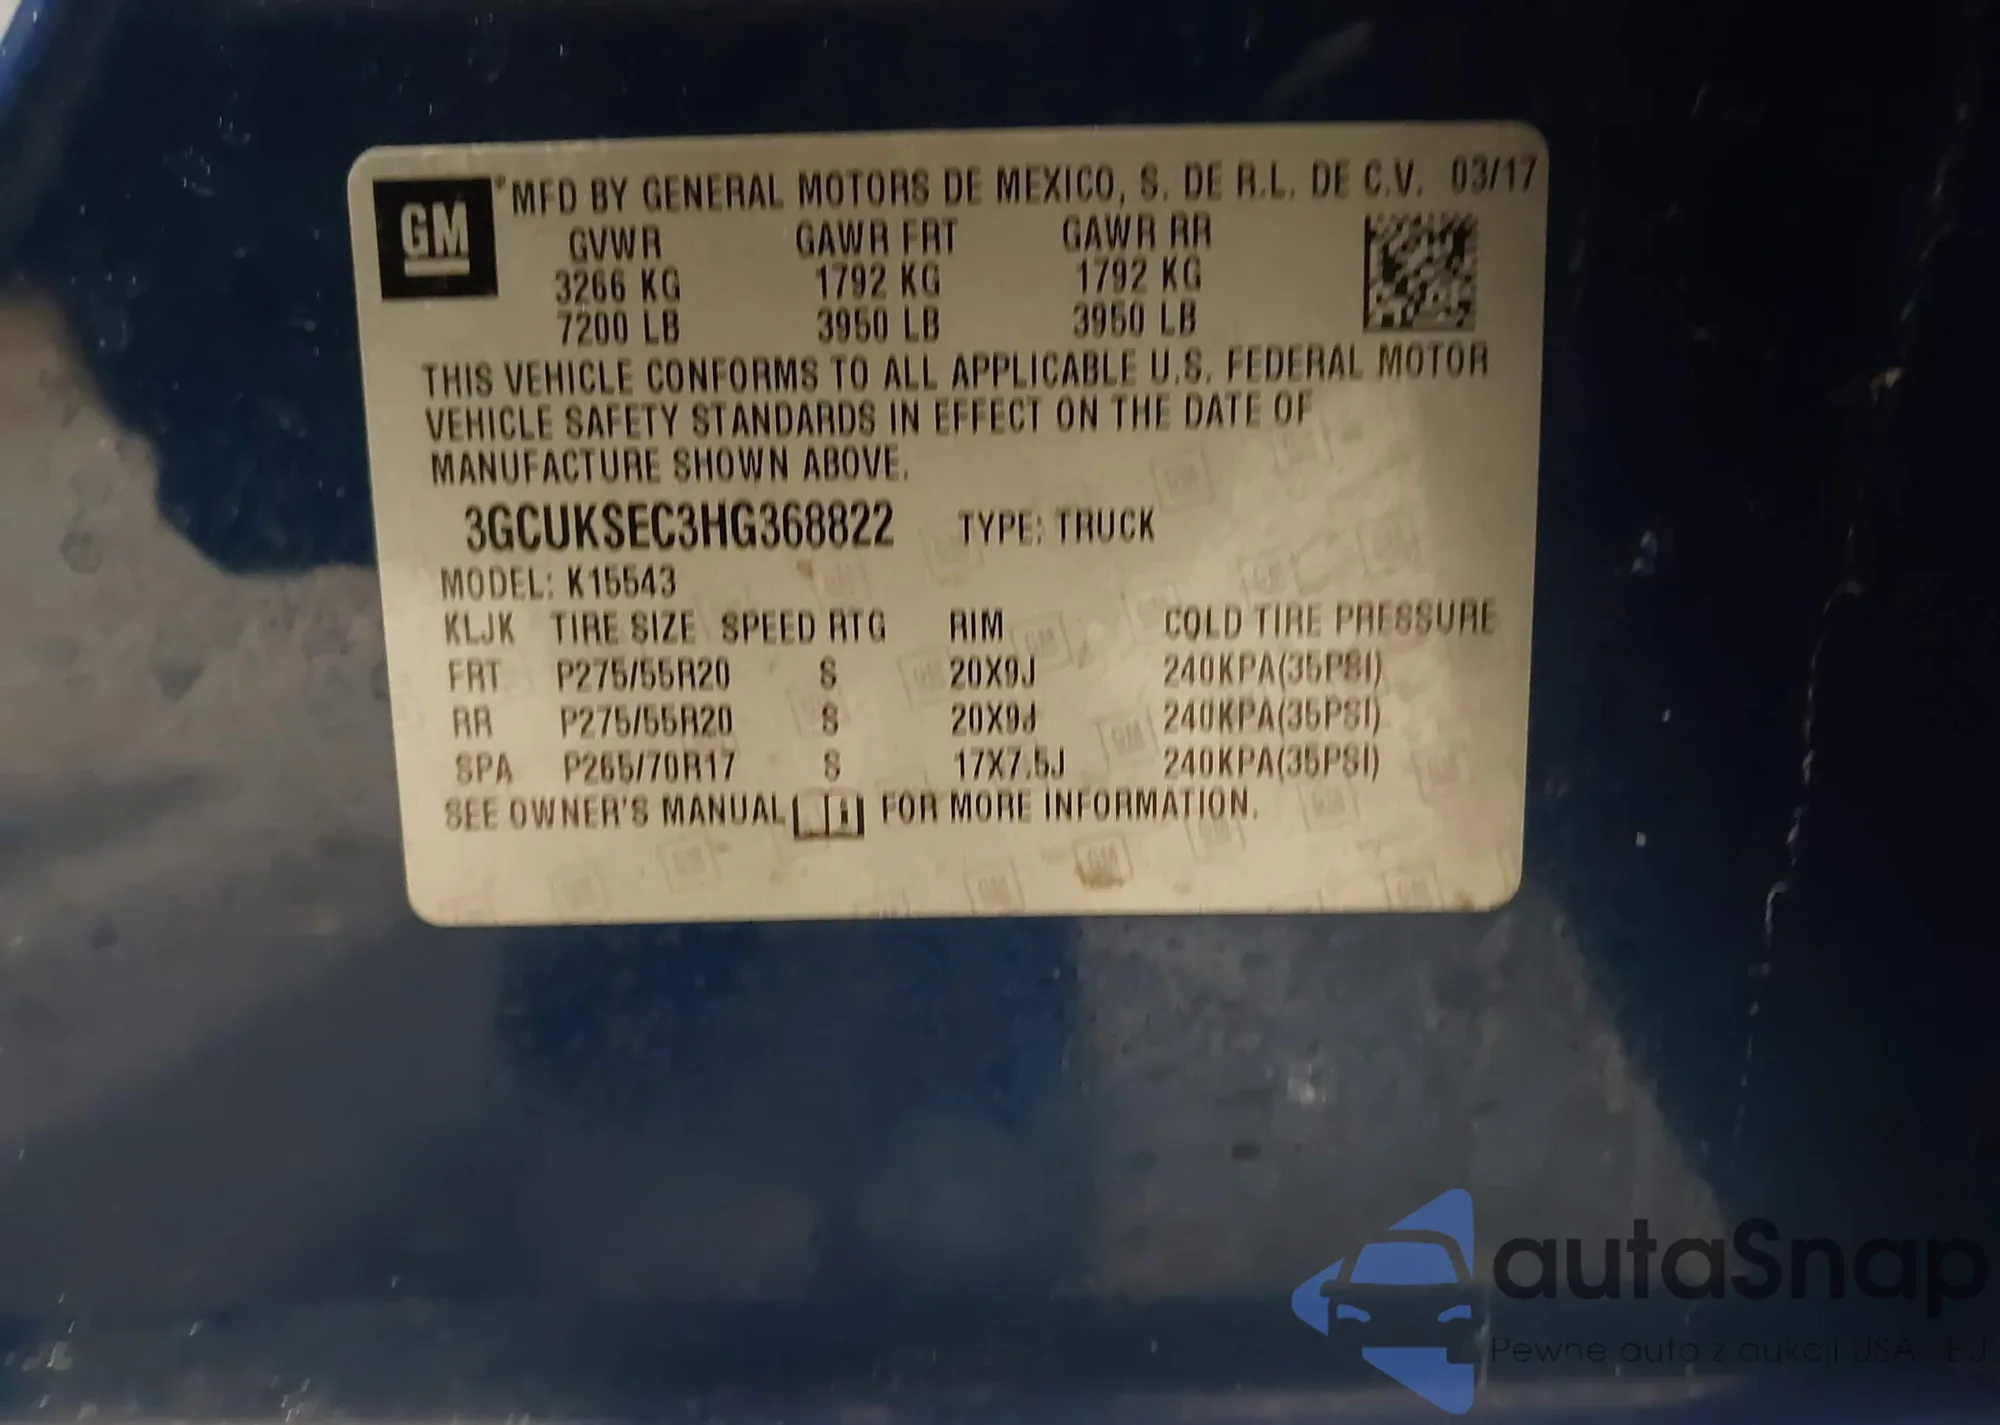 GM
MFD BY GENERAL MOTORS DE MEXICO, S. DE R.L. DE C.V. 03/17
GVWR GAWR FRT GAWR RR
3266 KG 1792 KG 1792 KG
7200 LB 3950 LB 3950 LB
THIS VEHICLE CONFORMS TO ALL APPLICABLE U.S. FEDERAL MOTOR
VEHICLE SAFETY STANDARDS IN EFFECT ON THE DATE OF
MANUFACTURE SHOWN ABOVE.
3GCUKSEC3HG368822 TYPE: TRUCK
MODEL: K15543
KLJK TIRE SIZE SPEED RTG RIM COLD TIRE PRESSURE
FRT P275/55R20 S 20X9J 240KPA(35PSI)
RR P275/55R20 S 20X9J 240KPA(35PSI)
SPA P265/70R17 S 17X7.5J 240KPA(35PSI)
SEE OWNER'S MANUAL FOR MORE INFORMATION.
autaSnap
Pewne auta z aukcji USA